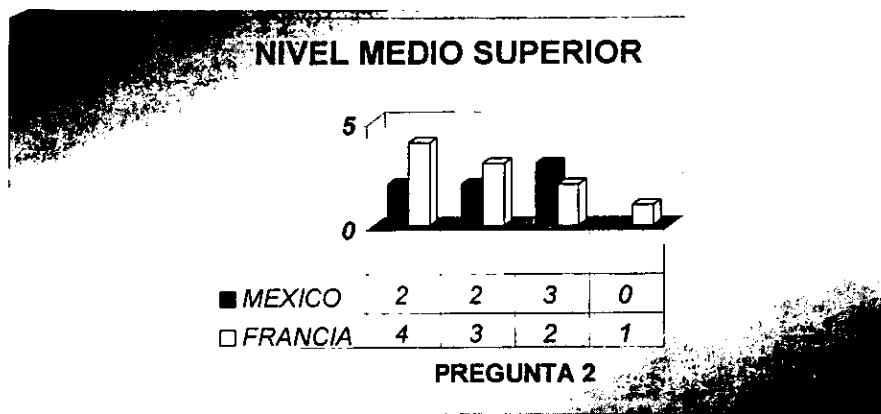 NIVEL MEDIO SUPERIOR
5
0
MEXICO 2 2 3 0
FRANCIA 4 3 2 1
PREGUNTA 2